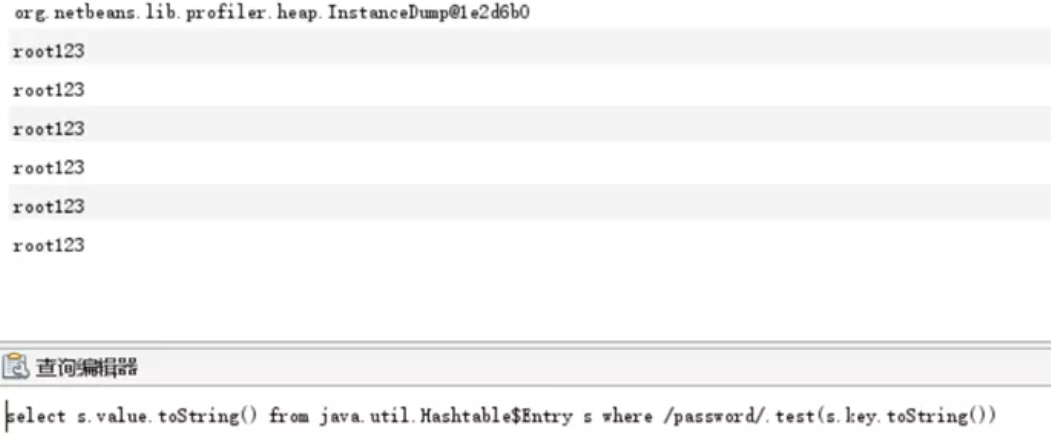 org.netbeans.lib.profiler.heap.InstanceDump@1e2d6b0
root123
root123
root123
root123
root123
root123
查询编辑器
select s.value.toString() from java.util.Hashtable$Entry s where /password/.test(s.key.toString())